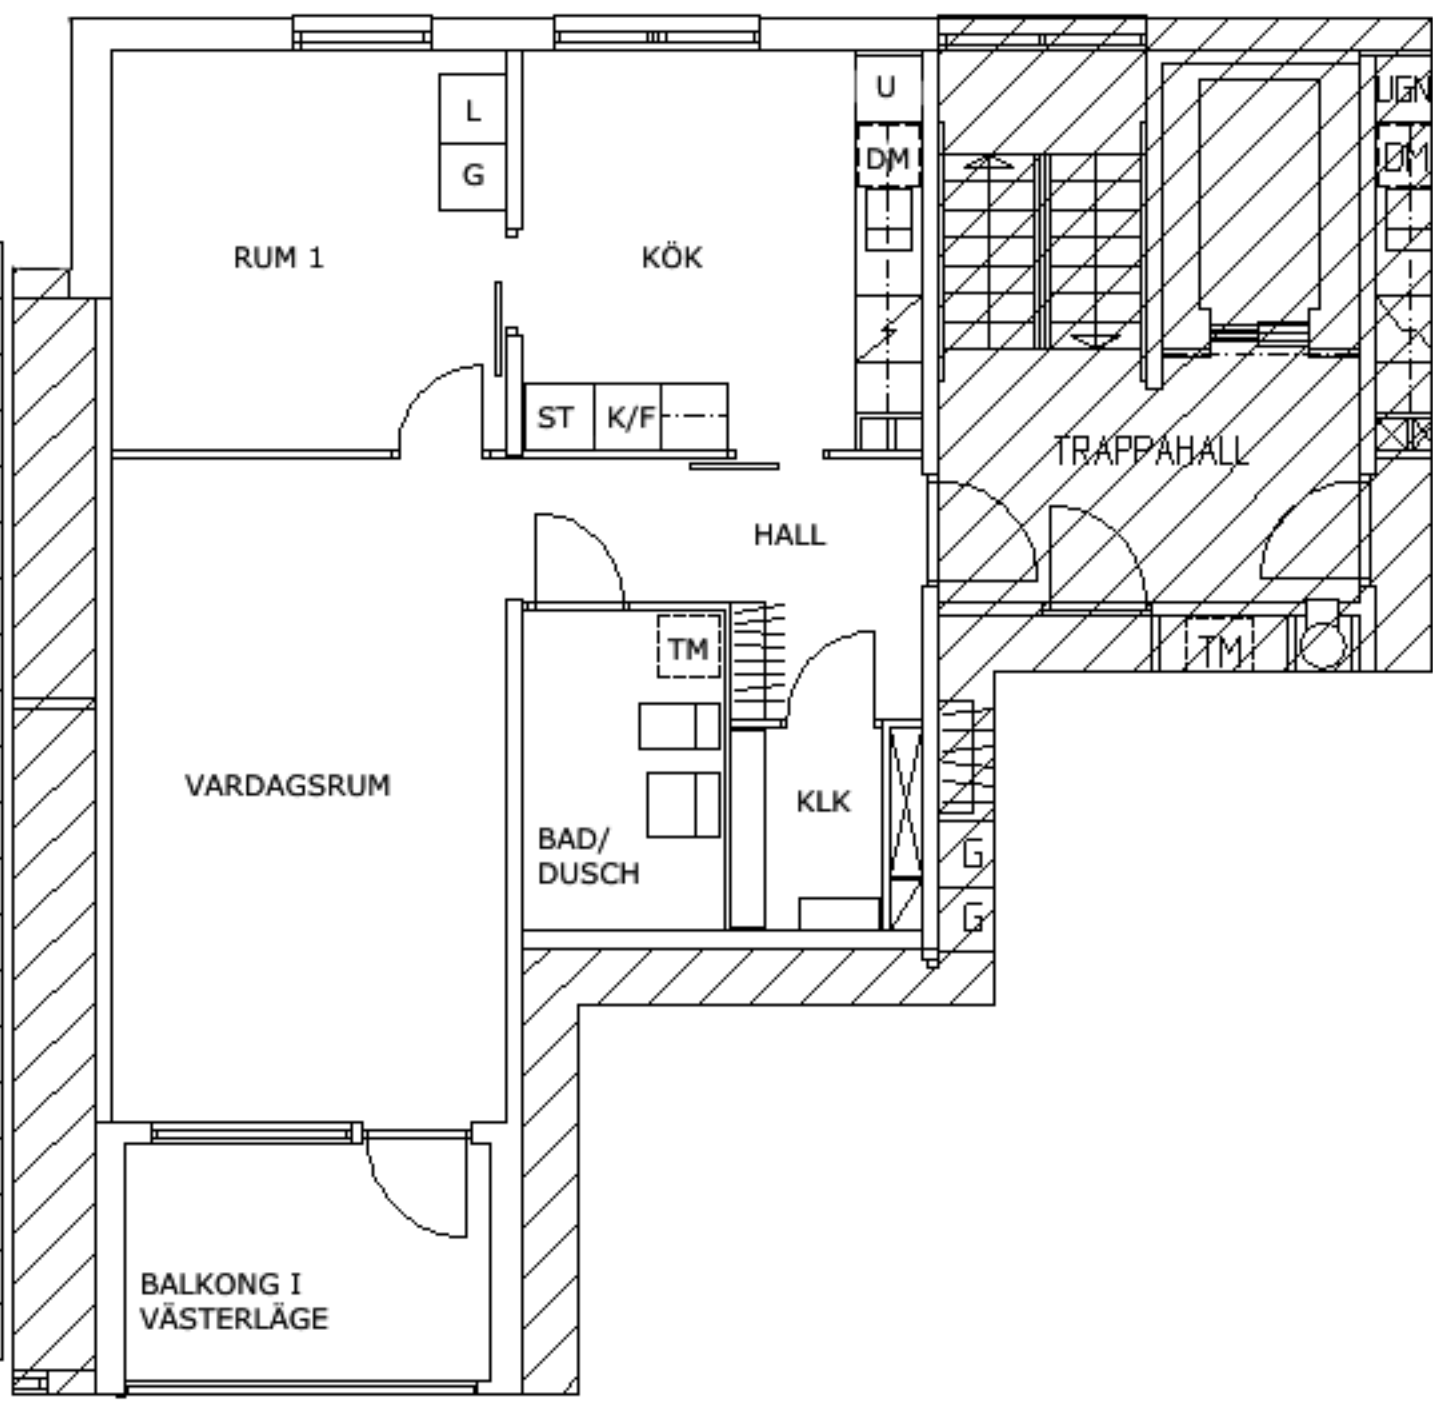 L
U
UGN
DM
DM
G
RUM 1
KÖK
ST
K/F
TRAPPAHALL
HALL
TM
TM
VARDAGSRUM
KLK
BAD/
DUSCH
G
G
BALKONG I
VÄSTERLÄGE